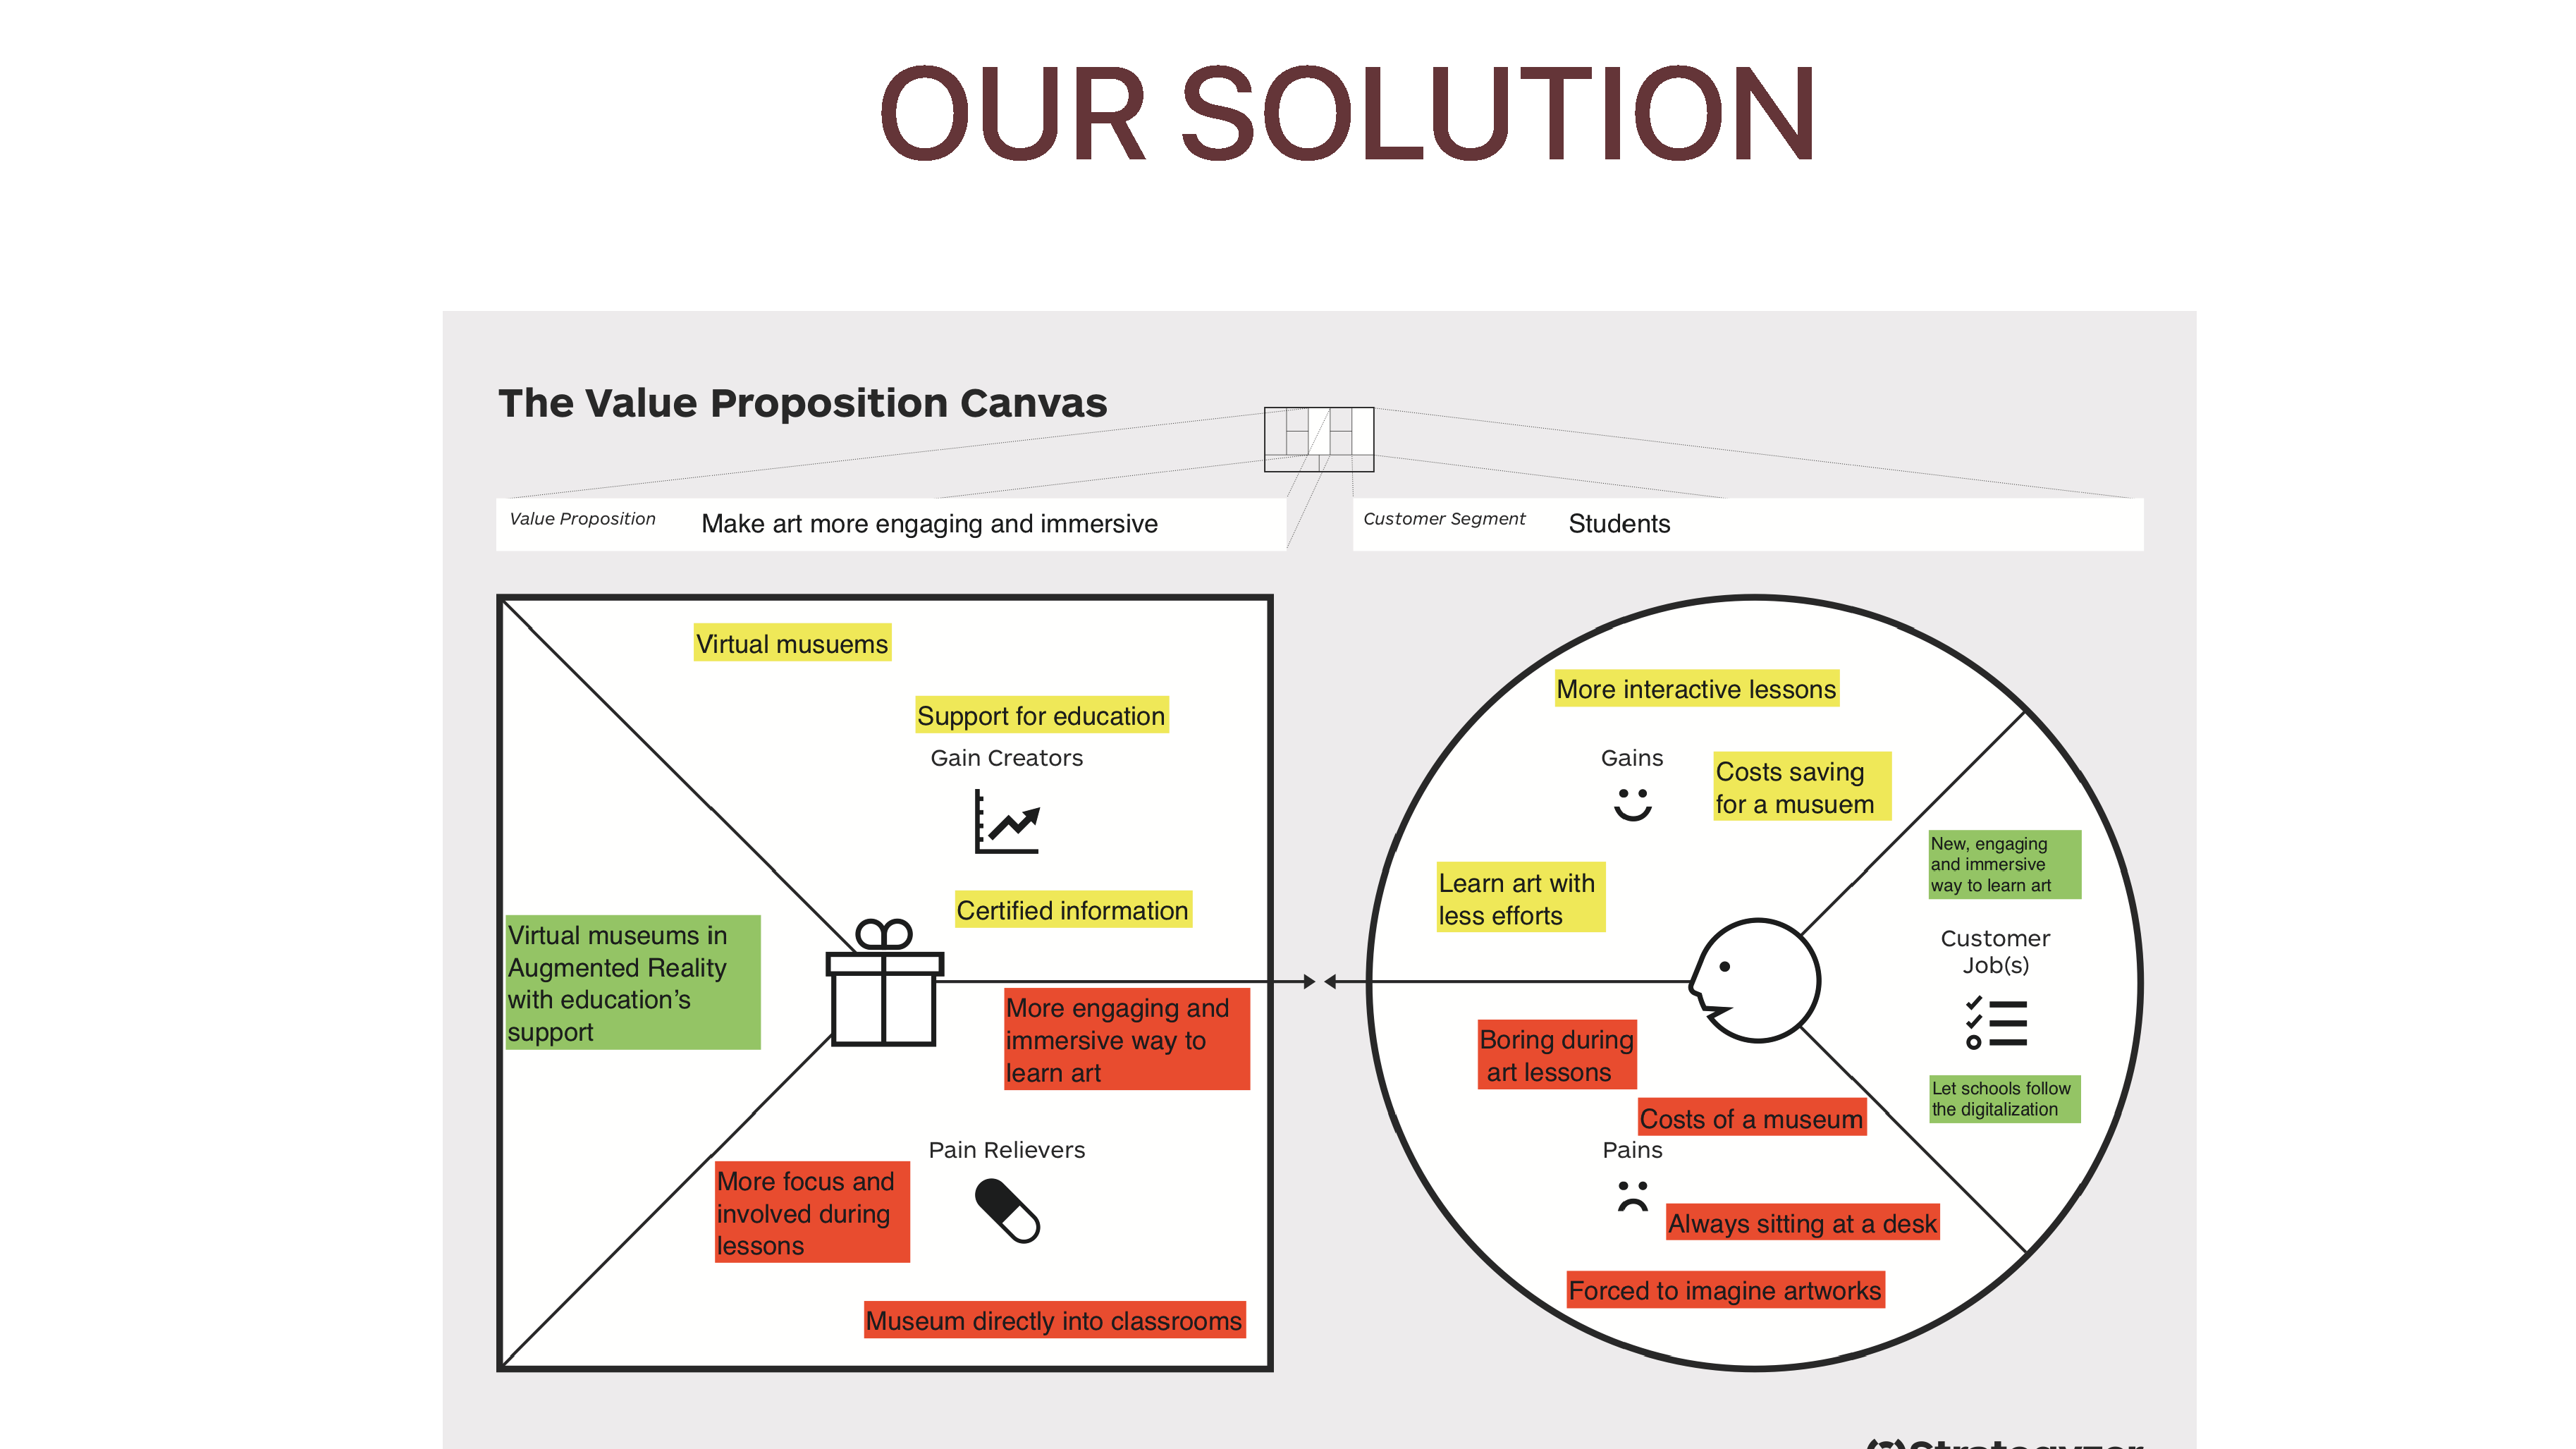 OUR SOLUTION
The Value Proposition Canvas
Value Proposition
Make art more engaging and immersive
Customer Segment
Students
Virtual musuems
Support for education
Gain Creators
Certified information
Virtual museums in
Augmented Reality
with education’s
support
More engaging and
immersive way to
learn art
Pain Relievers
More focus and
involved during
lessons
Museum directly into classrooms
More interactive lessons
Gains
Costs saving
for a musuem
Learn art with
less efforts
New, engaging
and immersive
way to learn art
Customer
Job(s)
Let schools follow
the digitalization
Boring during
art lessons
Costs of a museum
Pains
Always sitting at a desk
Forced to imagine artworks
Strategyzer